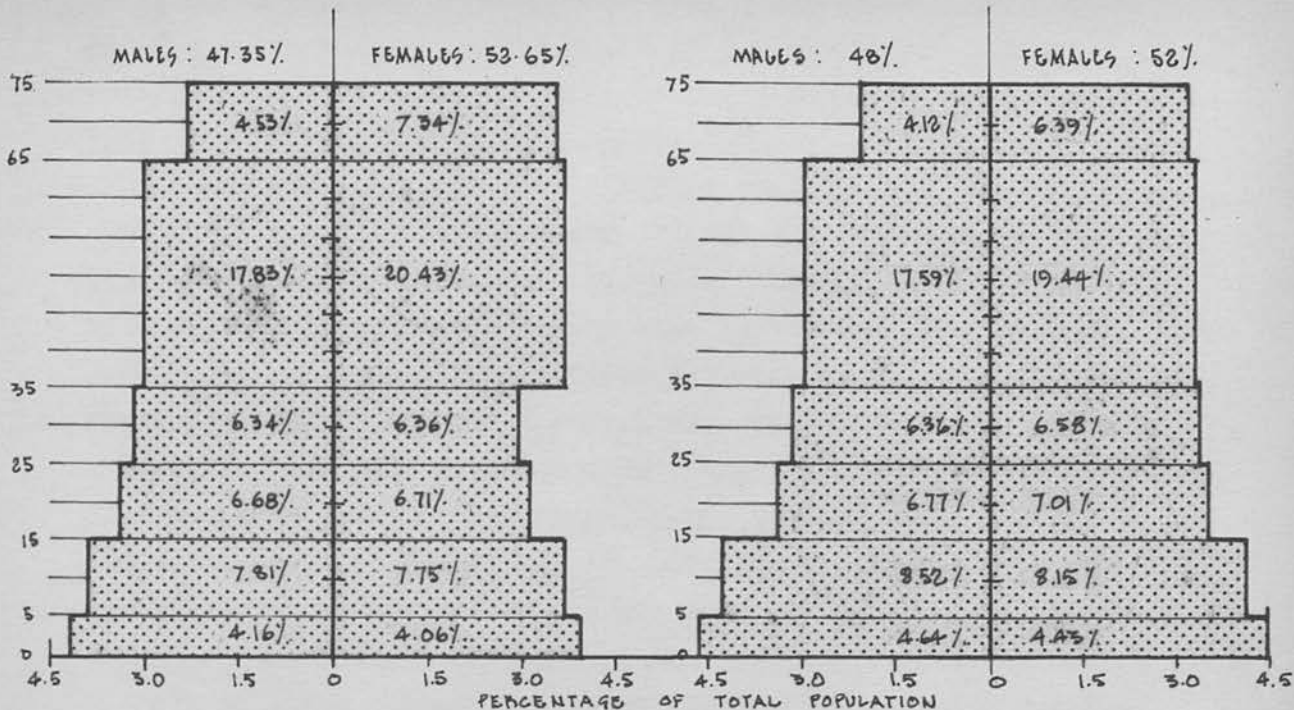 MALES : 47.35% FEMALES : 52.65% MALES : 48% FEMALES : 52%
75 75
4.53% 7.34% 4.12% 6.39%
65 65
17.83% 20.43% 17.59% 19.44%
35 35
6.34% 6.36% 6.36% 6.58%
25 25
6.68% 6.71% 6.77% 7.01%
15 15
7.81% 7.75% 8.52% 8.15%
5 5
4.16% 4.06% 4.64% 4.43%
0 0
4.5 3.0 1.5 0 1.5 3.0 4.5 4.5 3.0 1.5 0 1.5 3.0 4.5
PERCENTAGE OF TOTAL POPULATION